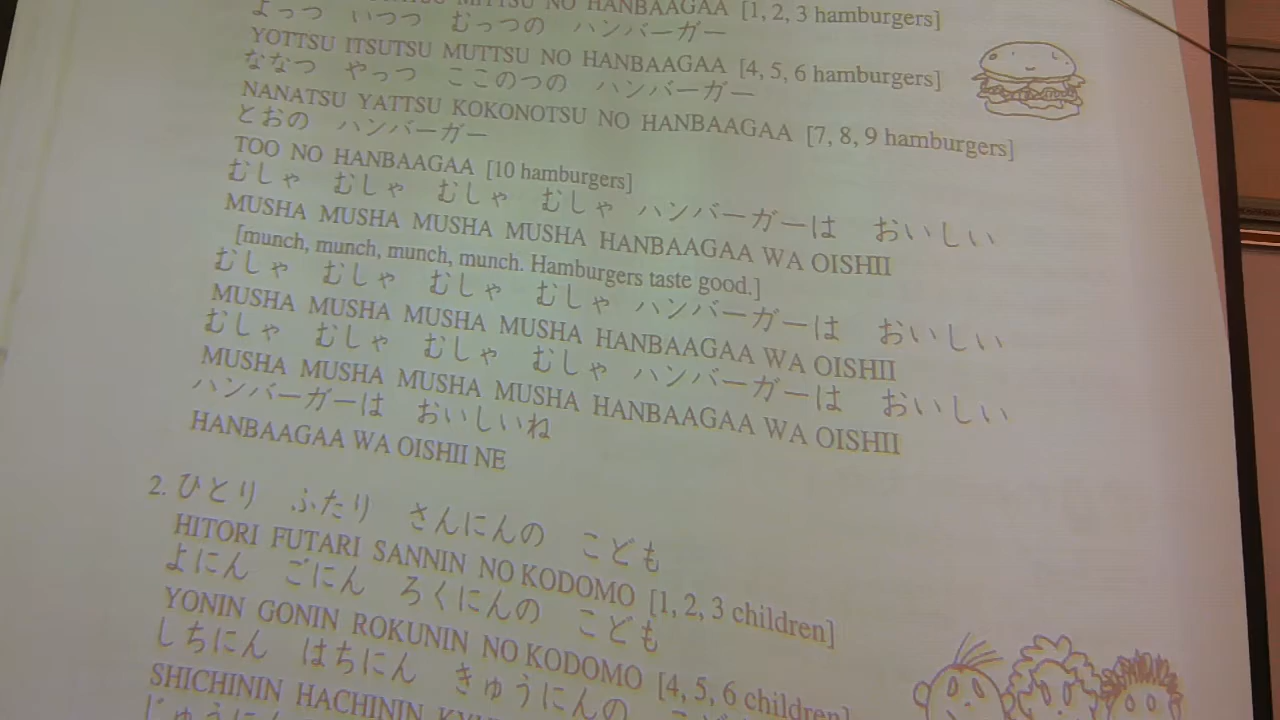 MITTSU NO HANBAAGAA [1, 2, 3 hamburgers]
よっつ いつつ むっつの ハンバーガー
YOTTSU ITSUTSU MUTTSU NO HANBAAGAA [4, 5, 6 hamburgers]
ななつ やっつ ここのつの ハンバーガー
NANATSU YATTSU KOKONOTSU NO HANBAAGAA [7, 8, 9 hamburgers]
とおの ハンバーガー
TOO NO HANBAAGAA [10 hamburgers]
むしゃ むしゃ むしゃ むしゃ ハンバーガーは おいしい
MUSHA MUSHA MUSHA MUSHA HANBAAGAA WA OISHII
[munch, munch, munch, munch. Hamburgers taste good.]
むしゃ むしゃ むしゃ むしゃ ハンバーガーは おいしい
MUSHA MUSHA MUSHA MUSHA HANBAAGAA WA OISHII
むしゃ むしゃ むしゃ むしゃ ハンバーガーは おいしい
MUSHA MUSHA MUSHA MUSHA HANBAAGAA WA OISHII
ハンバーガーは おいしいね
HANBAAGAA WA OISHII NE
2. ひとり ふたり さんにんの こども
HITORI FUTARI SANNIN NO KODOMO [1, 2, 3 children]
よにん ごにん ろくにんの こども
YONIN GONIN ROKUNIN NO KODOMO [4, 5, 6 children]
しちにん はちにん きゅうにんの
SHICHININ HACHININ